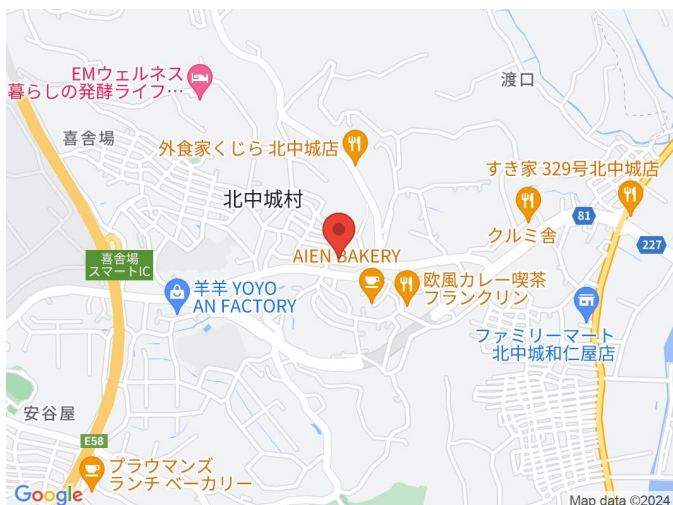 EMウェルネス
暮らしの発酵ライフ…
渡口
喜舎場
外食家くじら 北中城店
すき家 329号北中城店
北中城村
クルミ舎
81
227
喜舎場
スマートIC
AIEN BAKERY
羊羊 YOYO
AN FACTORY
欧風カレー喫茶
フランクリン
ファミリーマート
北中城和仁屋店
安谷屋
E58
プラウマンズ
ランチ ベーカリー
Google
Map data ©2024